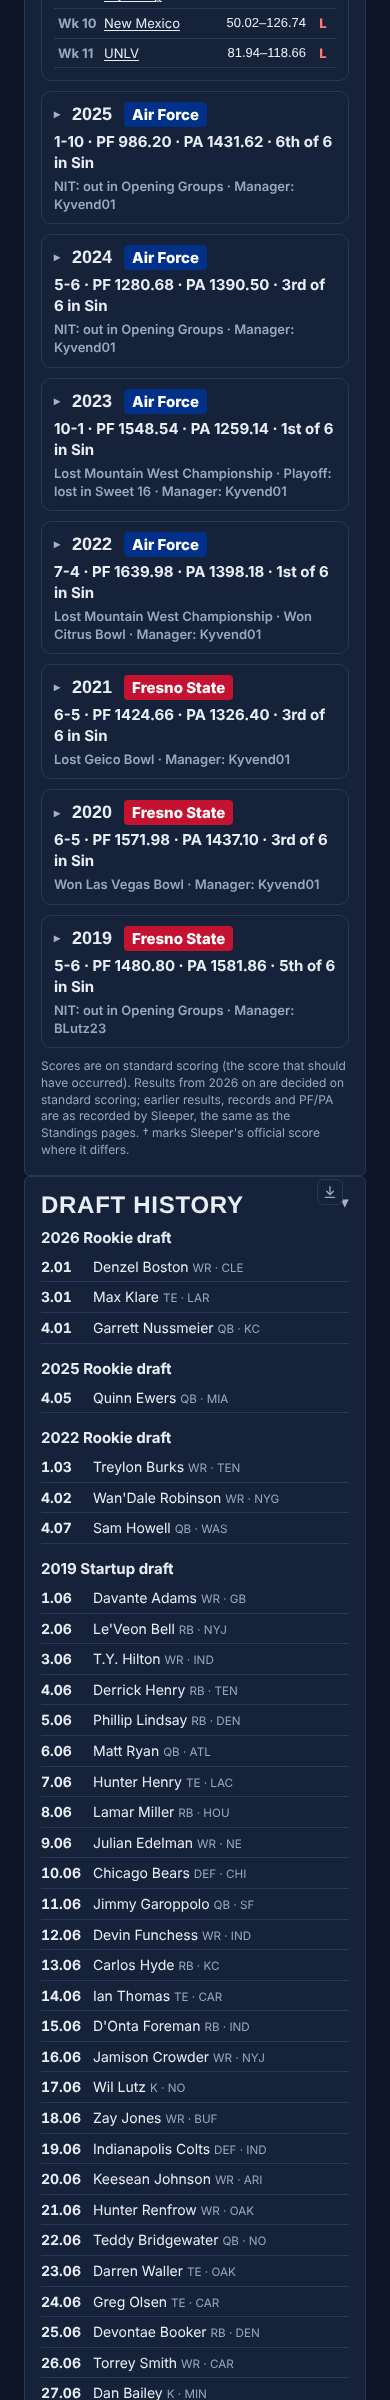 Wk 10 New Mexico 50.02–126.74 L
Wk 11 UNLV 81.94–118.66 L
▸ 2025 Air Force
1-10 · PF 986.20 · PA 1431.62 · 6th of 6
in Sin
NIT: out in Opening Groups · Manager:
Kyvend01
▸ 2024 Air Force
5-6 · PF 1280.68 · PA 1390.50 · 3rd of
6 in Sin
NIT: out in Opening Groups · Manager:
Kyvend01
▸ 2023 Air Force
10-1 · PF 1548.54 · PA 1259.14 · 1st of 6
in Sin
Lost Mountain West Championship · Playoff:
lost in Sweet 16 · Manager: Kyvend01
▸ 2022 Air Force
7-4 · PF 1639.98 · PA 1398.18 · 1st of 6
in Sin
Lost Mountain West Championship · Won
Citrus Bowl · Manager: Kyvend01
▸ 2021 Fresno State
6-5 · PF 1424.66 · PA 1326.40 · 3rd of
6 in Sin
Lost Geico Bowl · Manager: Kyvend01
▸ 2020 Fresno State
6-5 · PF 1571.98 · PA 1437.10 · 3rd of 6
in Sin
Won Las Vegas Bowl · Manager: Kyvend01
▸ 2019 Fresno State
5-6 · PF 1480.80 · PA 1581.86 · 5th of 6
in Sin
NIT: out in Opening Groups · Manager:
BLutz23
Scores are on standard scoring (the score that should
have occurred). Results from 2026 on are decided on
standard scoring; earlier results, records and PF/PA
are as recorded by Sleeper, the same as the
Standings pages. † marks Sleeper's official score
where it differs.
DRAFT HISTORY ▾
2026 Rookie draft
2.01 Denzel Boston WR · CLE
3.01 Max Klare TE · LAR
4.01 Garrett Nussmeier QB · KC
2025 Rookie draft
4.05 Quinn Ewers QB · MIA
2022 Rookie draft
1.03 Treylon Burks WR · TEN
4.02 Wan'Dale Robinson WR · NYG
4.07 Sam Howell QB · WAS
2019 Startup draft
1.06 Davante Adams WR · GB
2.06 Le'Veon Bell RB · NYJ
3.06 T.Y. Hilton WR · IND
4.06 Derrick Henry RB · TEN
5.06 Phillip Lindsay RB · DEN
6.06 Matt Ryan QB · ATL
7.06 Hunter Henry TE · LAC
8.06 Lamar Miller RB · HOU
9.06 Julian Edelman WR · NE
10.06 Chicago Bears DEF · CHI
11.06 Jimmy Garoppolo QB · SF
12.06 Devin Funchess WR · IND
13.06 Carlos Hyde RB · KC
14.06 Ian Thomas TE · CAR
15.06 D'Onta Foreman RB · IND
16.06 Jamison Crowder WR · NYJ
17.06 Wil Lutz K · NO
18.06 Zay Jones WR · BUF
19.06 Indianapolis Colts DEF · IND
20.06 Keesean Johnson WR · ARI
21.06 Hunter Renfrow WR · OAK
22.06 Teddy Bridgewater QB · NO
23.06 Darren Waller TE · OAK
24.06 Greg Olsen TE · CAR
25.06 Devontae Booker RB · DEN
26.06 Torrey Smith WR · CAR
27.06 Dan Bailey K · MIN